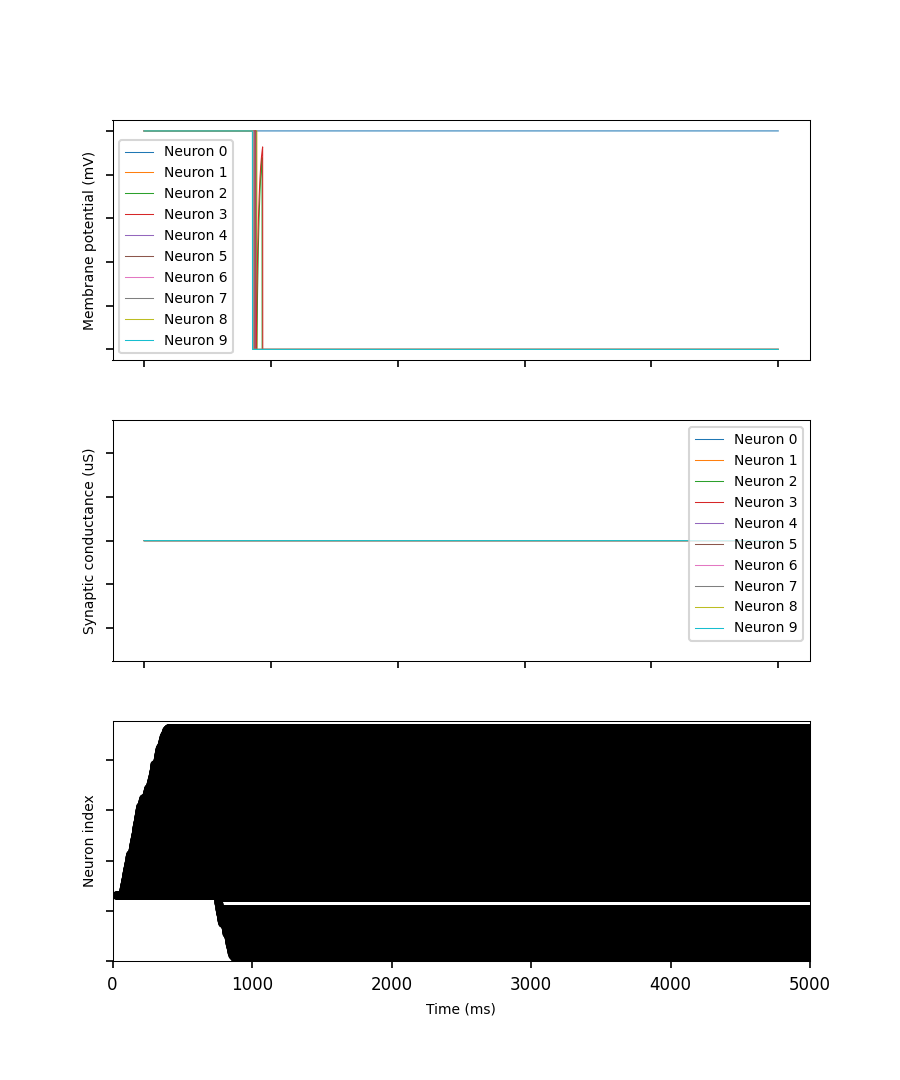 Membrane potential (mV)
Neuron 0
Neuron 1
Neuron 2
Neuron 3
Neuron 4
Neuron 5
Neuron 6
Neuron 7
Neuron 8
Neuron 9
Synaptic conductance (uS)
Neuron 0
Neuron 1
Neuron 2
Neuron 3
Neuron 4
Neuron 5
Neuron 6
Neuron 7
Neuron 8
Neuron 9
Neuron index
0 1000 2000 3000 4000 5000
Time (ms)